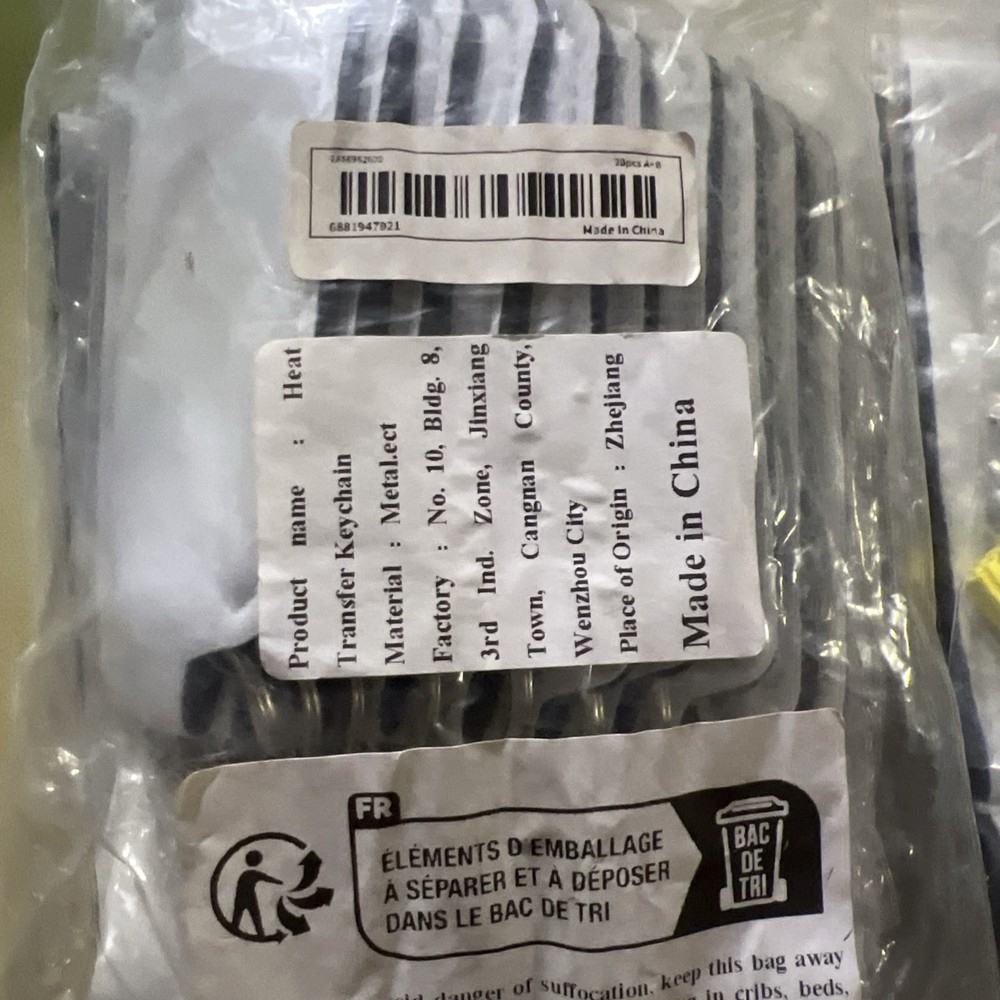 20pcs A+B
6881947921
Made In China
Product name : Heat
Transfer Keychain
Material : Metal.ect
Factory : No. 10, Bldg. 8,
3rd Ind. Zone, Jinxiang
Town, Cangnan County,
Wenzhou City
Place of Origin : Zhejiang
Made in China
FR
ÉLÉMENTS D EMBALLAGE
À SÉPARER ET À DÉPOSER
DANS LE BAC DE TRI
BAC
DE
TRI
danger of suffocation, keep this bag away
in cribs, beds,